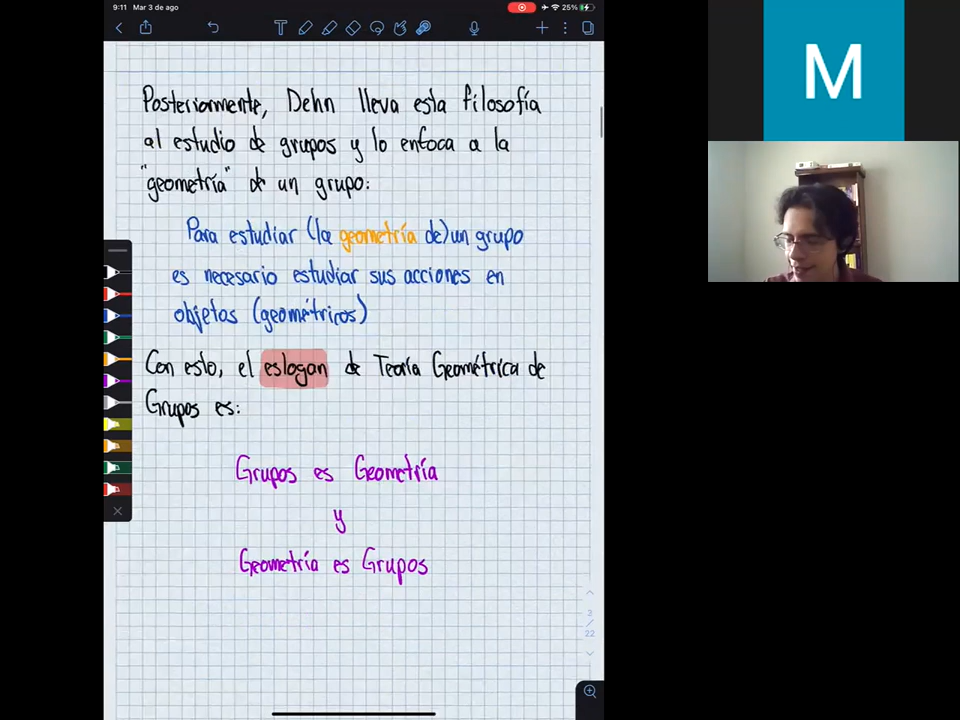 9:11 Mar 3 de ago
25%
Posteriormente, Dehn lleva esta filosofía
al estudio de grupos y lo enfoca a la
"geometría" de un grupo:
Para estudiar (la geometría de) un grupo
es necesario estudiar sus acciones en
objetos (geométricos)
Con esto, el eslogan de Teoría Geométrica de
Grupos es:
Grupos es Geometría
y
Geometría es Grupos
3
/
22
M